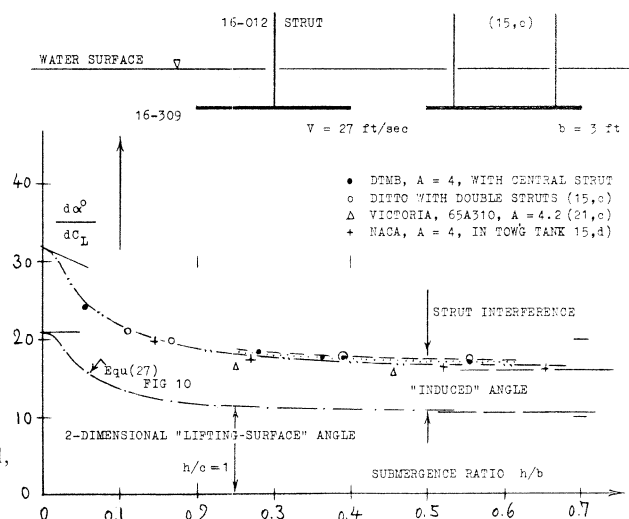 16-012 STRUT (15,c)
WATER SURFACE
16-309
V = 27 ft/sec b = 3 ft
40
dα°
dC_L
• DTMB, A = 4, WITH CENTRAL STRUT
o DITTO WITH DOUBLE STRUTS (15,c)
Δ VICTORIA, 65A310, A = 4.2 (21,c)
+ NACA, A = 4, IN TOW'G TANK 15,d)
30
STRUT INTERFERENCE
20
Equ(27)
FIG 10
"INDUCED" ANGLE
10
2-DIMENSIONAL "LIFTING-SURFACE" ANGLE
h/c=1
SUBMERGENCE RATIO h/b
0 0 0.1 0.2 0.3 0.4 0.5 0.6 0.7